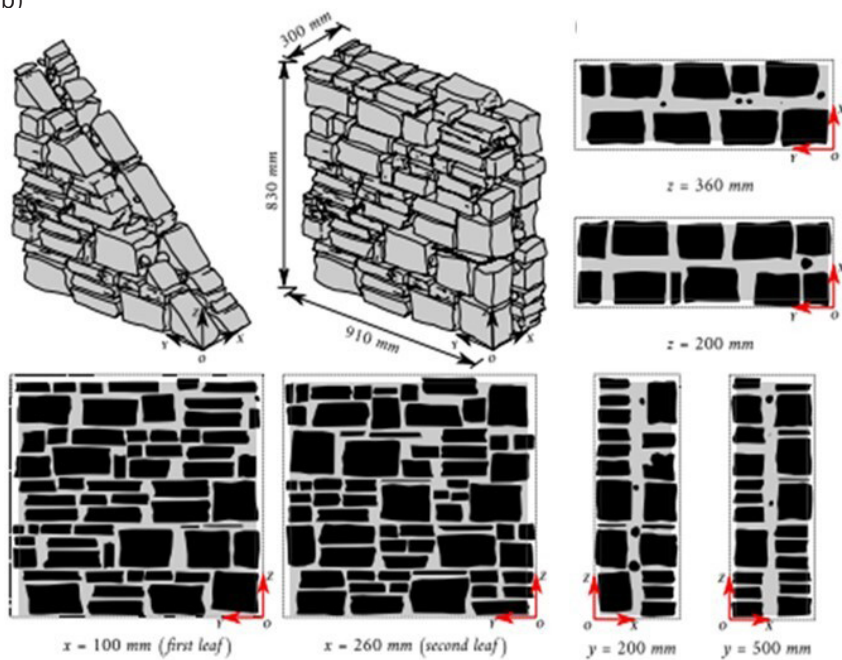 b)
300 mm
830 mm
910 mm
Z
Y
X
O
Z
Y
X
O
X
Y
O
z = 360 mm
X
Y
O
z = 200 mm
Z
Y
O
x = 100 mm (first leaf)
Z
Y
O
x = 260 mm (second leaf)
Z
O
X
y = 200 mm
Z
O
X
y = 500 mm